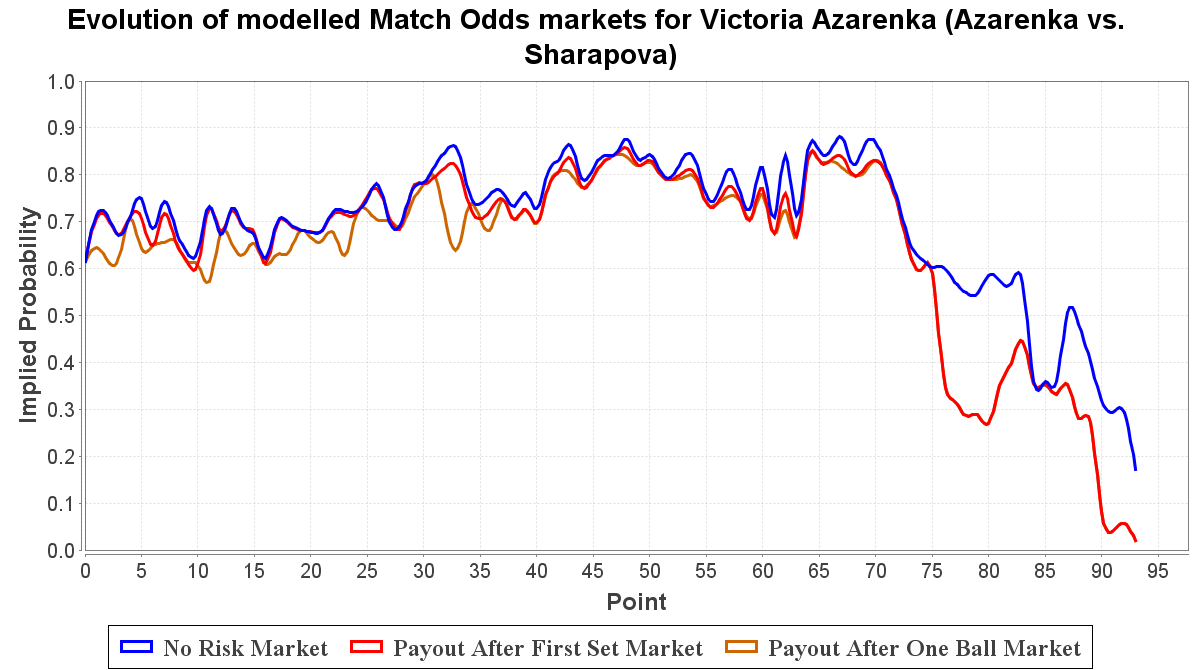 Evolution of modelled Match Odds markets for Victoria Azarenka (Azarenka vs.
Sharapova)
Implied Probability
1.0
0.9
0.8
0.7
0.6
0.5
0.4
0.3
0.2
0.1
0.0
0 5 10 15 20 25 30 35 40 45 50 55 60 65 70 75 80 85 90 95
Point
No Risk Market Payout After First Set Market Payout After One Ball Market